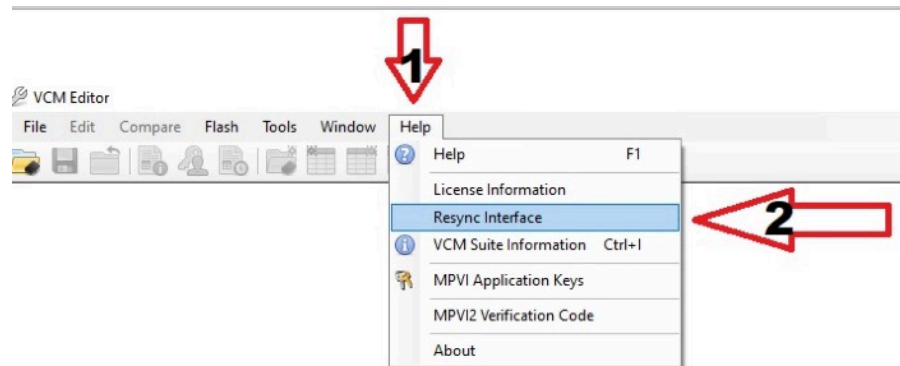 1
VCM Editor
File Edit Compare Flash Tools Window Help
Help F1
License Information
Resync Interface
2
VCM Suite Information Ctrl+I
MPVI Application Keys
MPVI2 Verification Code
About